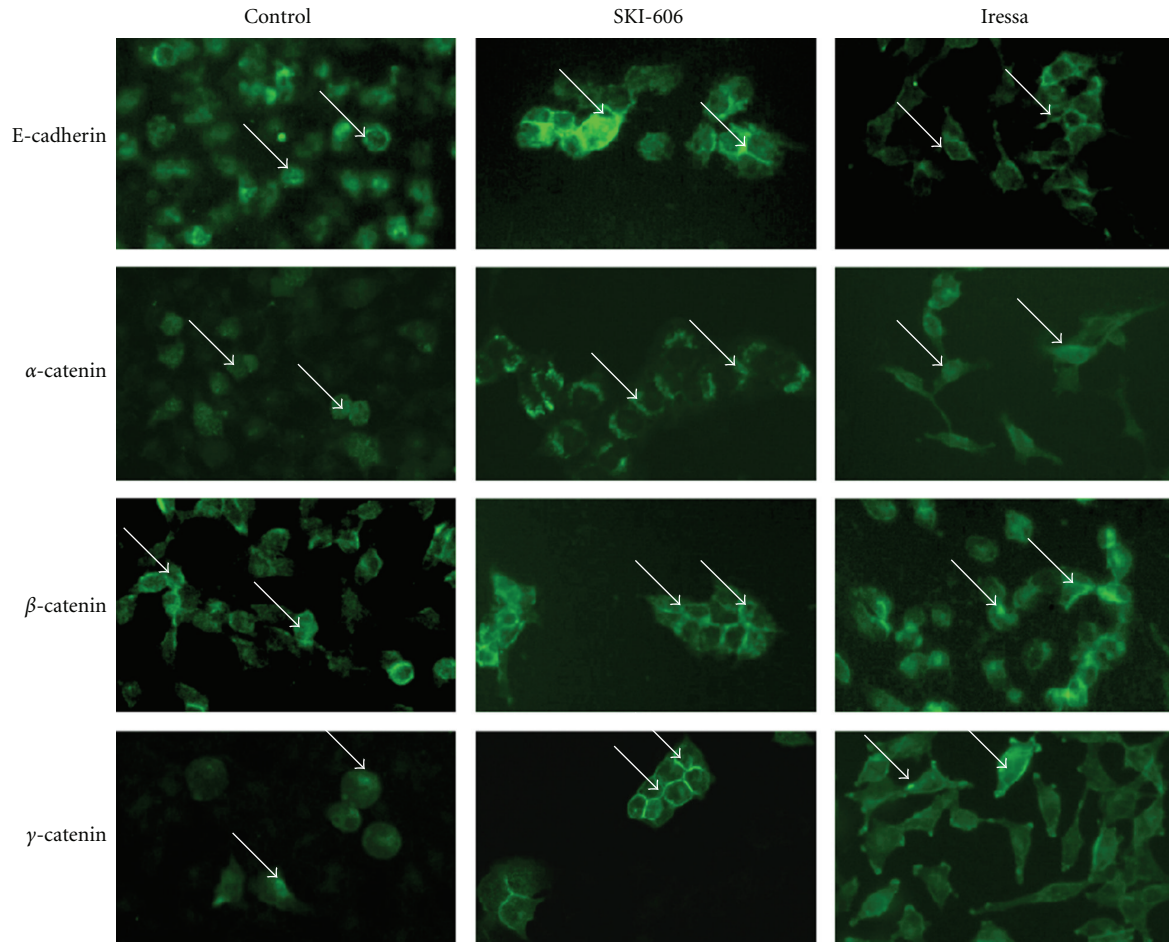 Control SKI-606 Iressa
E-cadherin
α-catenin
β-catenin
γ-catenin